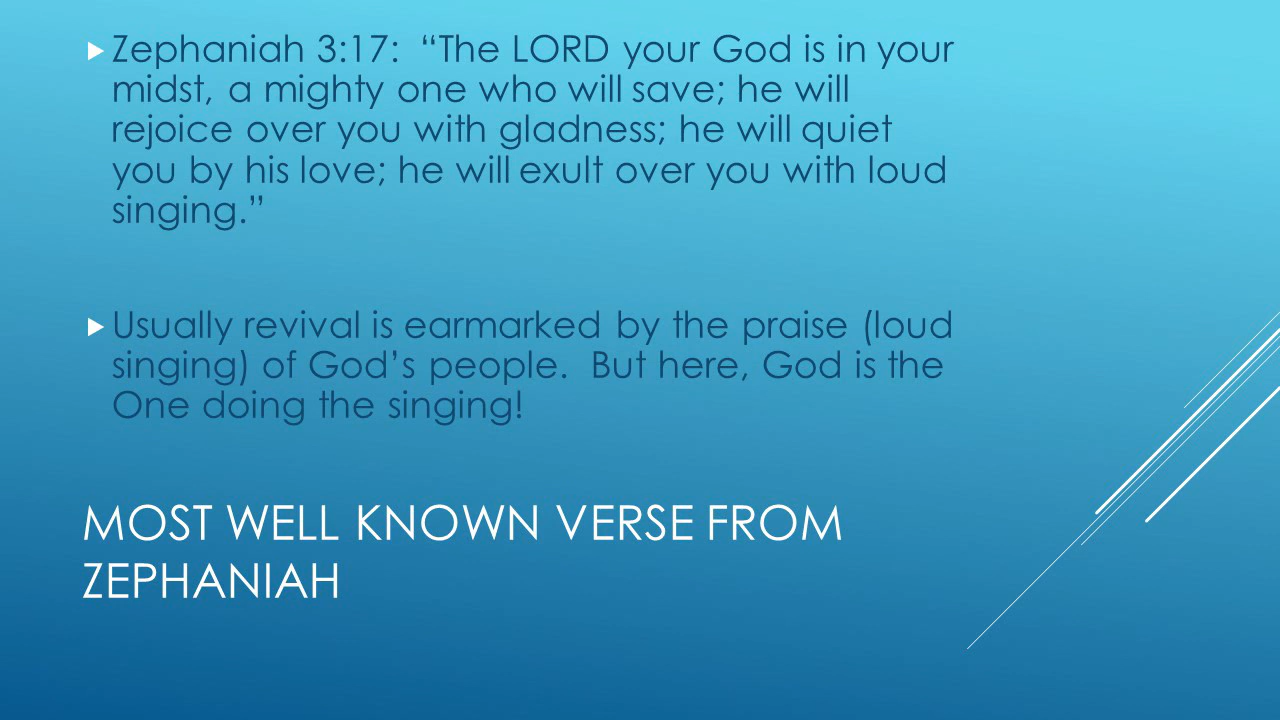 Zephaniah 3:17:  “The LORD your God is in your
midst, a mighty one who will save; he will
rejoice over you with gladness; he will quiet
you by his love; he will exult over you with loud
singing.”
Usually revival is earmarked by the praise (loud
singing) of God’s people.  But here, God is the
One doing the singing!
MOST WELL KNOWN VERSE FROM
ZEPHANIAH